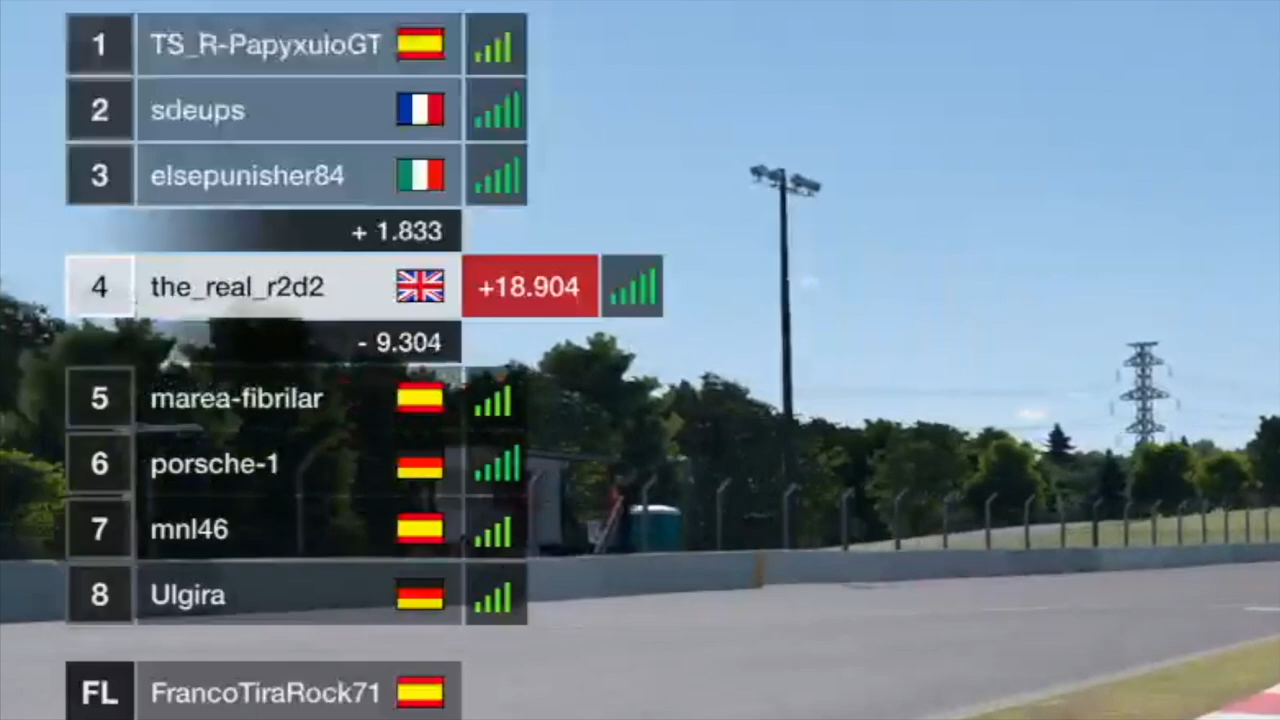 1 TS_R-PapyxuloGT
2 sdeups
3 elsepunisher84
+ 1.833
4 the_real_r2d2 +18.904
- 9.304
5 marea-fibrilar
6 porsche-1
7 mnl46
8 Ulgira
FL FrancoTiraRock71